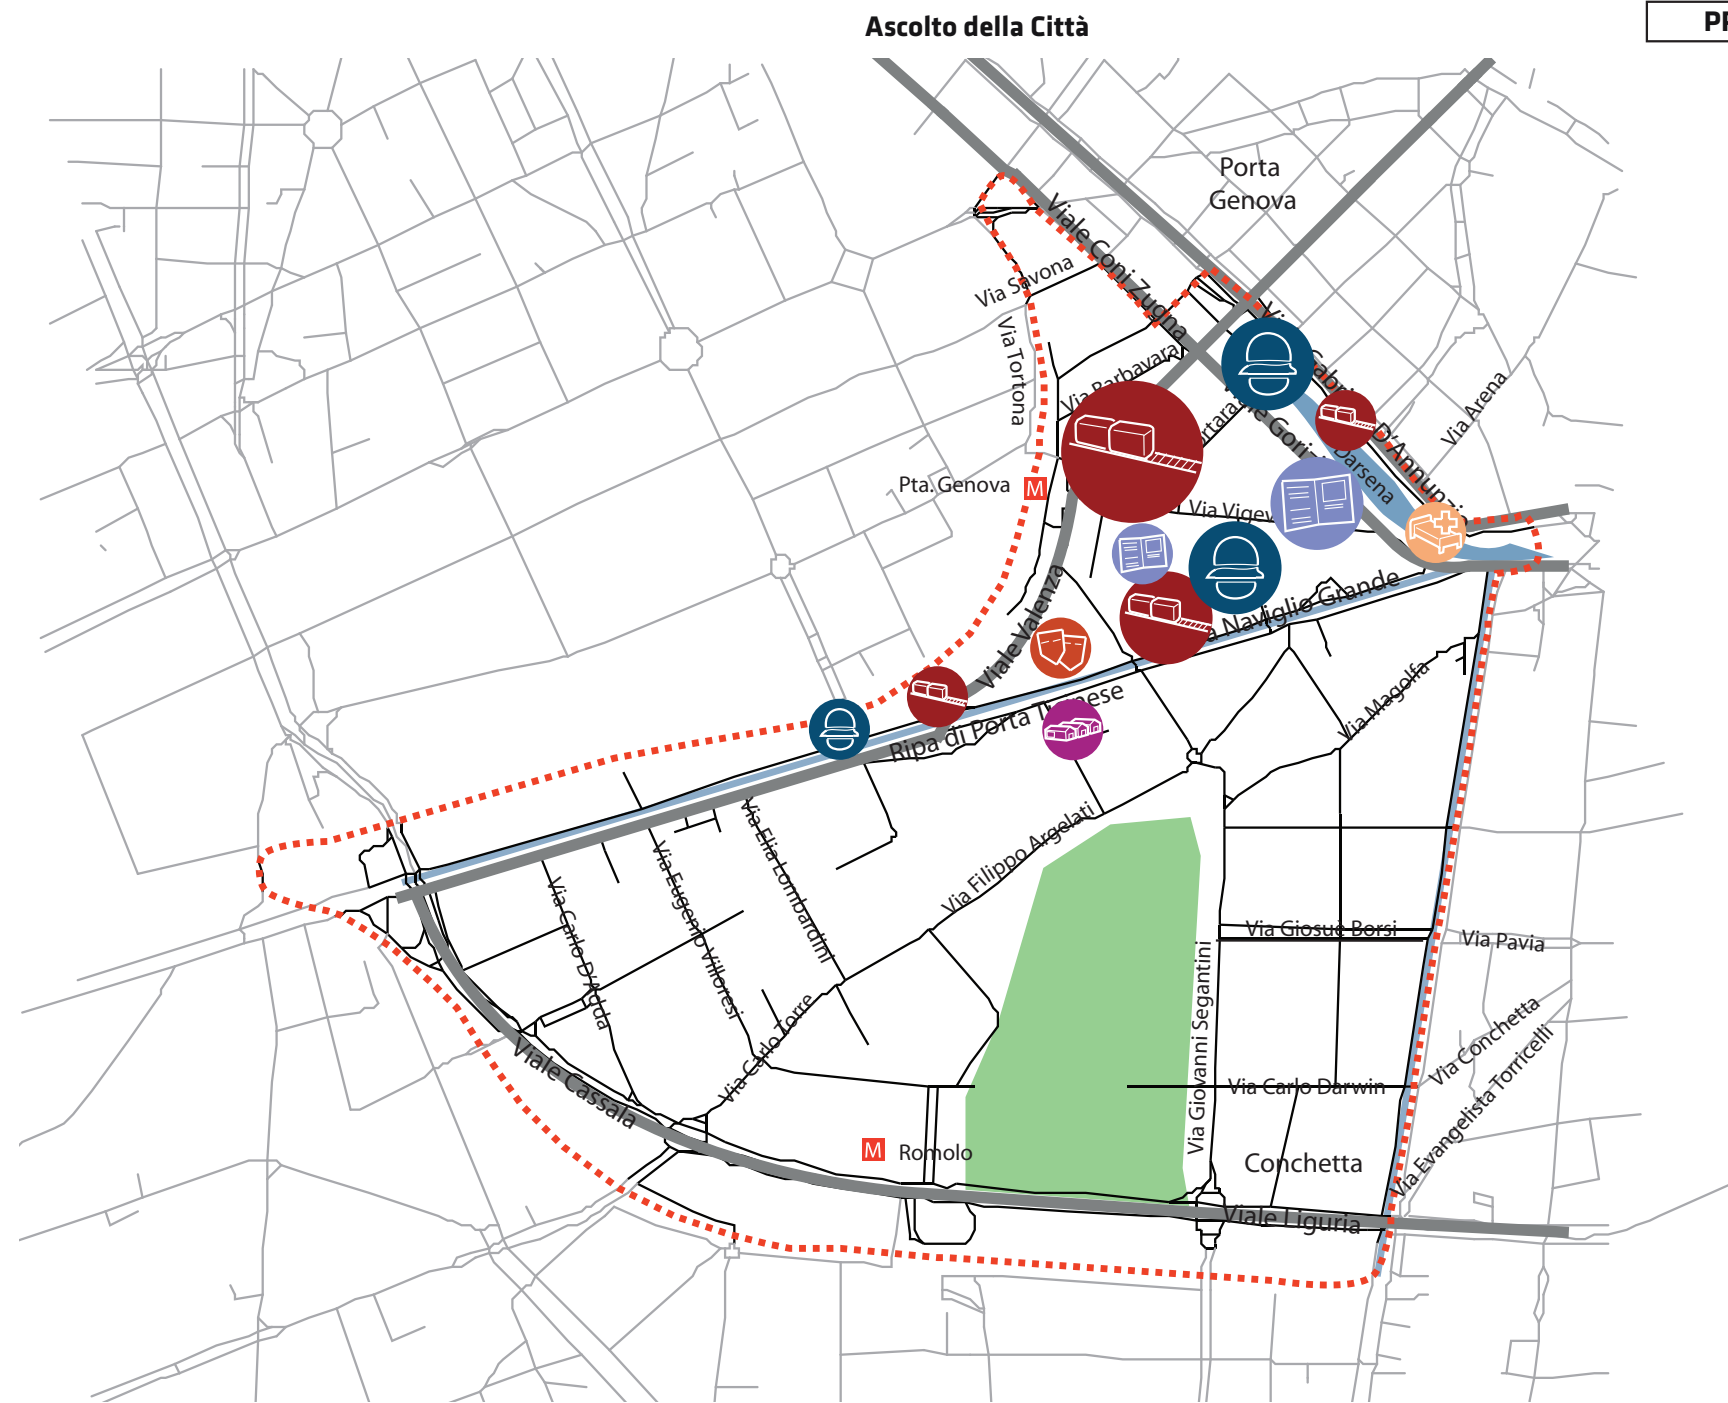 Ascolto della Città
Porta
Genova
Viale Coni Zugna
Via Savona
Via Tortona
Via Barbavara
Via Arena
D'Annunzio
Darsena
Pta. Genova
M
Via Vigev
Naviglio Grande
Viale Valenza
Ripa di Porta Ticinese
Via Magolfa
Via Filippo Argelati
Via Elia Lombardini
Via Eugenio Villoresi
Via Carlo D'Adda
Via Giosuè Borsi
Via Pavia
Via Giovanni Segantini
Via Carlo Torre
Via Conchetta
Via Evangelista Torricelli
Viale Cassala
Via Carlo Darwin
M
Romolo
Conchetta
Viale Liguria